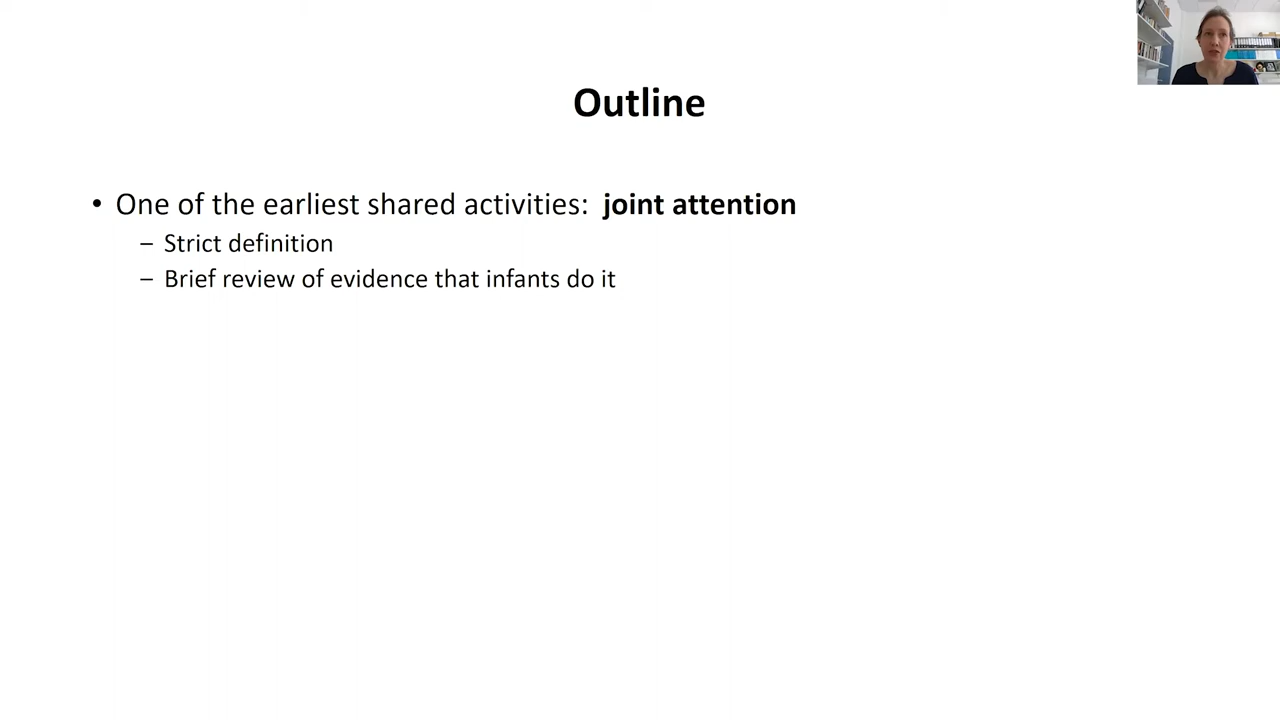 Outline
• One of the earliest shared activities: joint attention
– Strict definition
– Brief review of evidence that infants do it